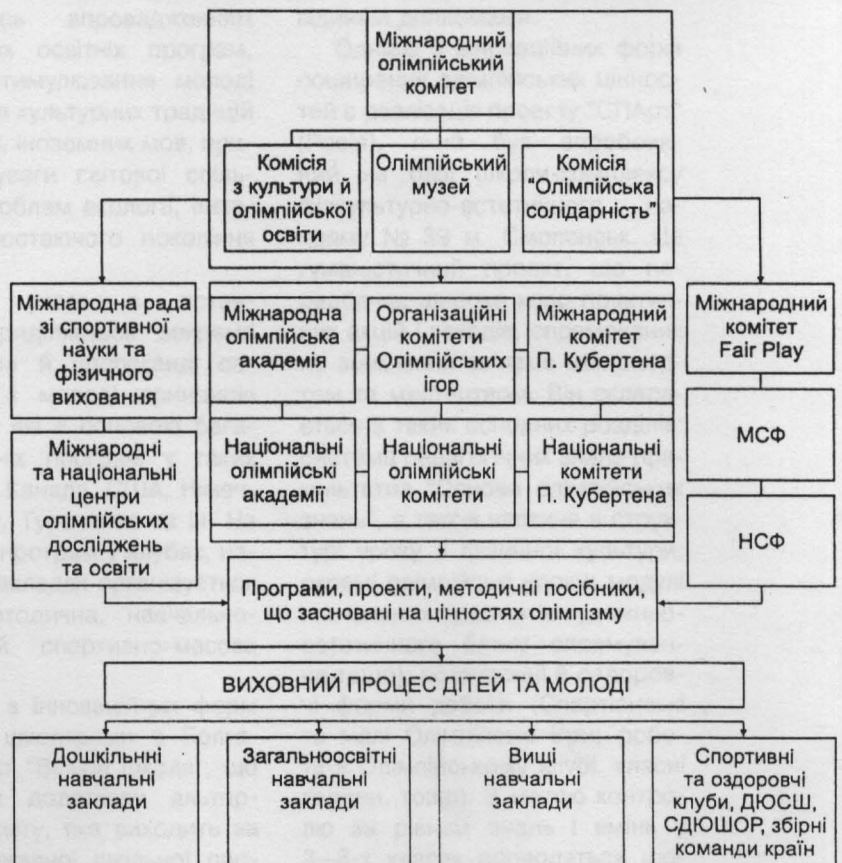 Міжнародний
олімпійський
комітет
Комісія
з культури й
олімпійської
освіти
Олімпійський
музей
Комісія
"Олімпійська
солідарність"
Міжнародна рада
зі спортивної
науки та
фізичного
виховання
Міжнародна
олімпійська
академія
Організаційні
комітети
Олімпійських
ігор
Міжнародний
комітет
П. Кубертена
Міжнародний
комітет
Fair Play
Міжнародні
та національні
центри
олімпійських
досліджень
та освіти
Національні
олімпійські
академії
Національні
олімпійські
комітети
Національні
комітети
П. Кубертена
МСФ
НСФ
Програми, проекти, методичні посібники,
що засновані на цінностях олімпізму
ВИХОВНИЙ ПРОЦЕС ДІТЕЙ ТАМОЛОДІ
Дошкільні
навчальні
заклади
Загальноосвітні
навчальні
заклади
Вищі
навчальні
заклади
Спортивні
та оздоровчі
клуби, ДЮСШ,
СДЮШОР, збірні
команди країн